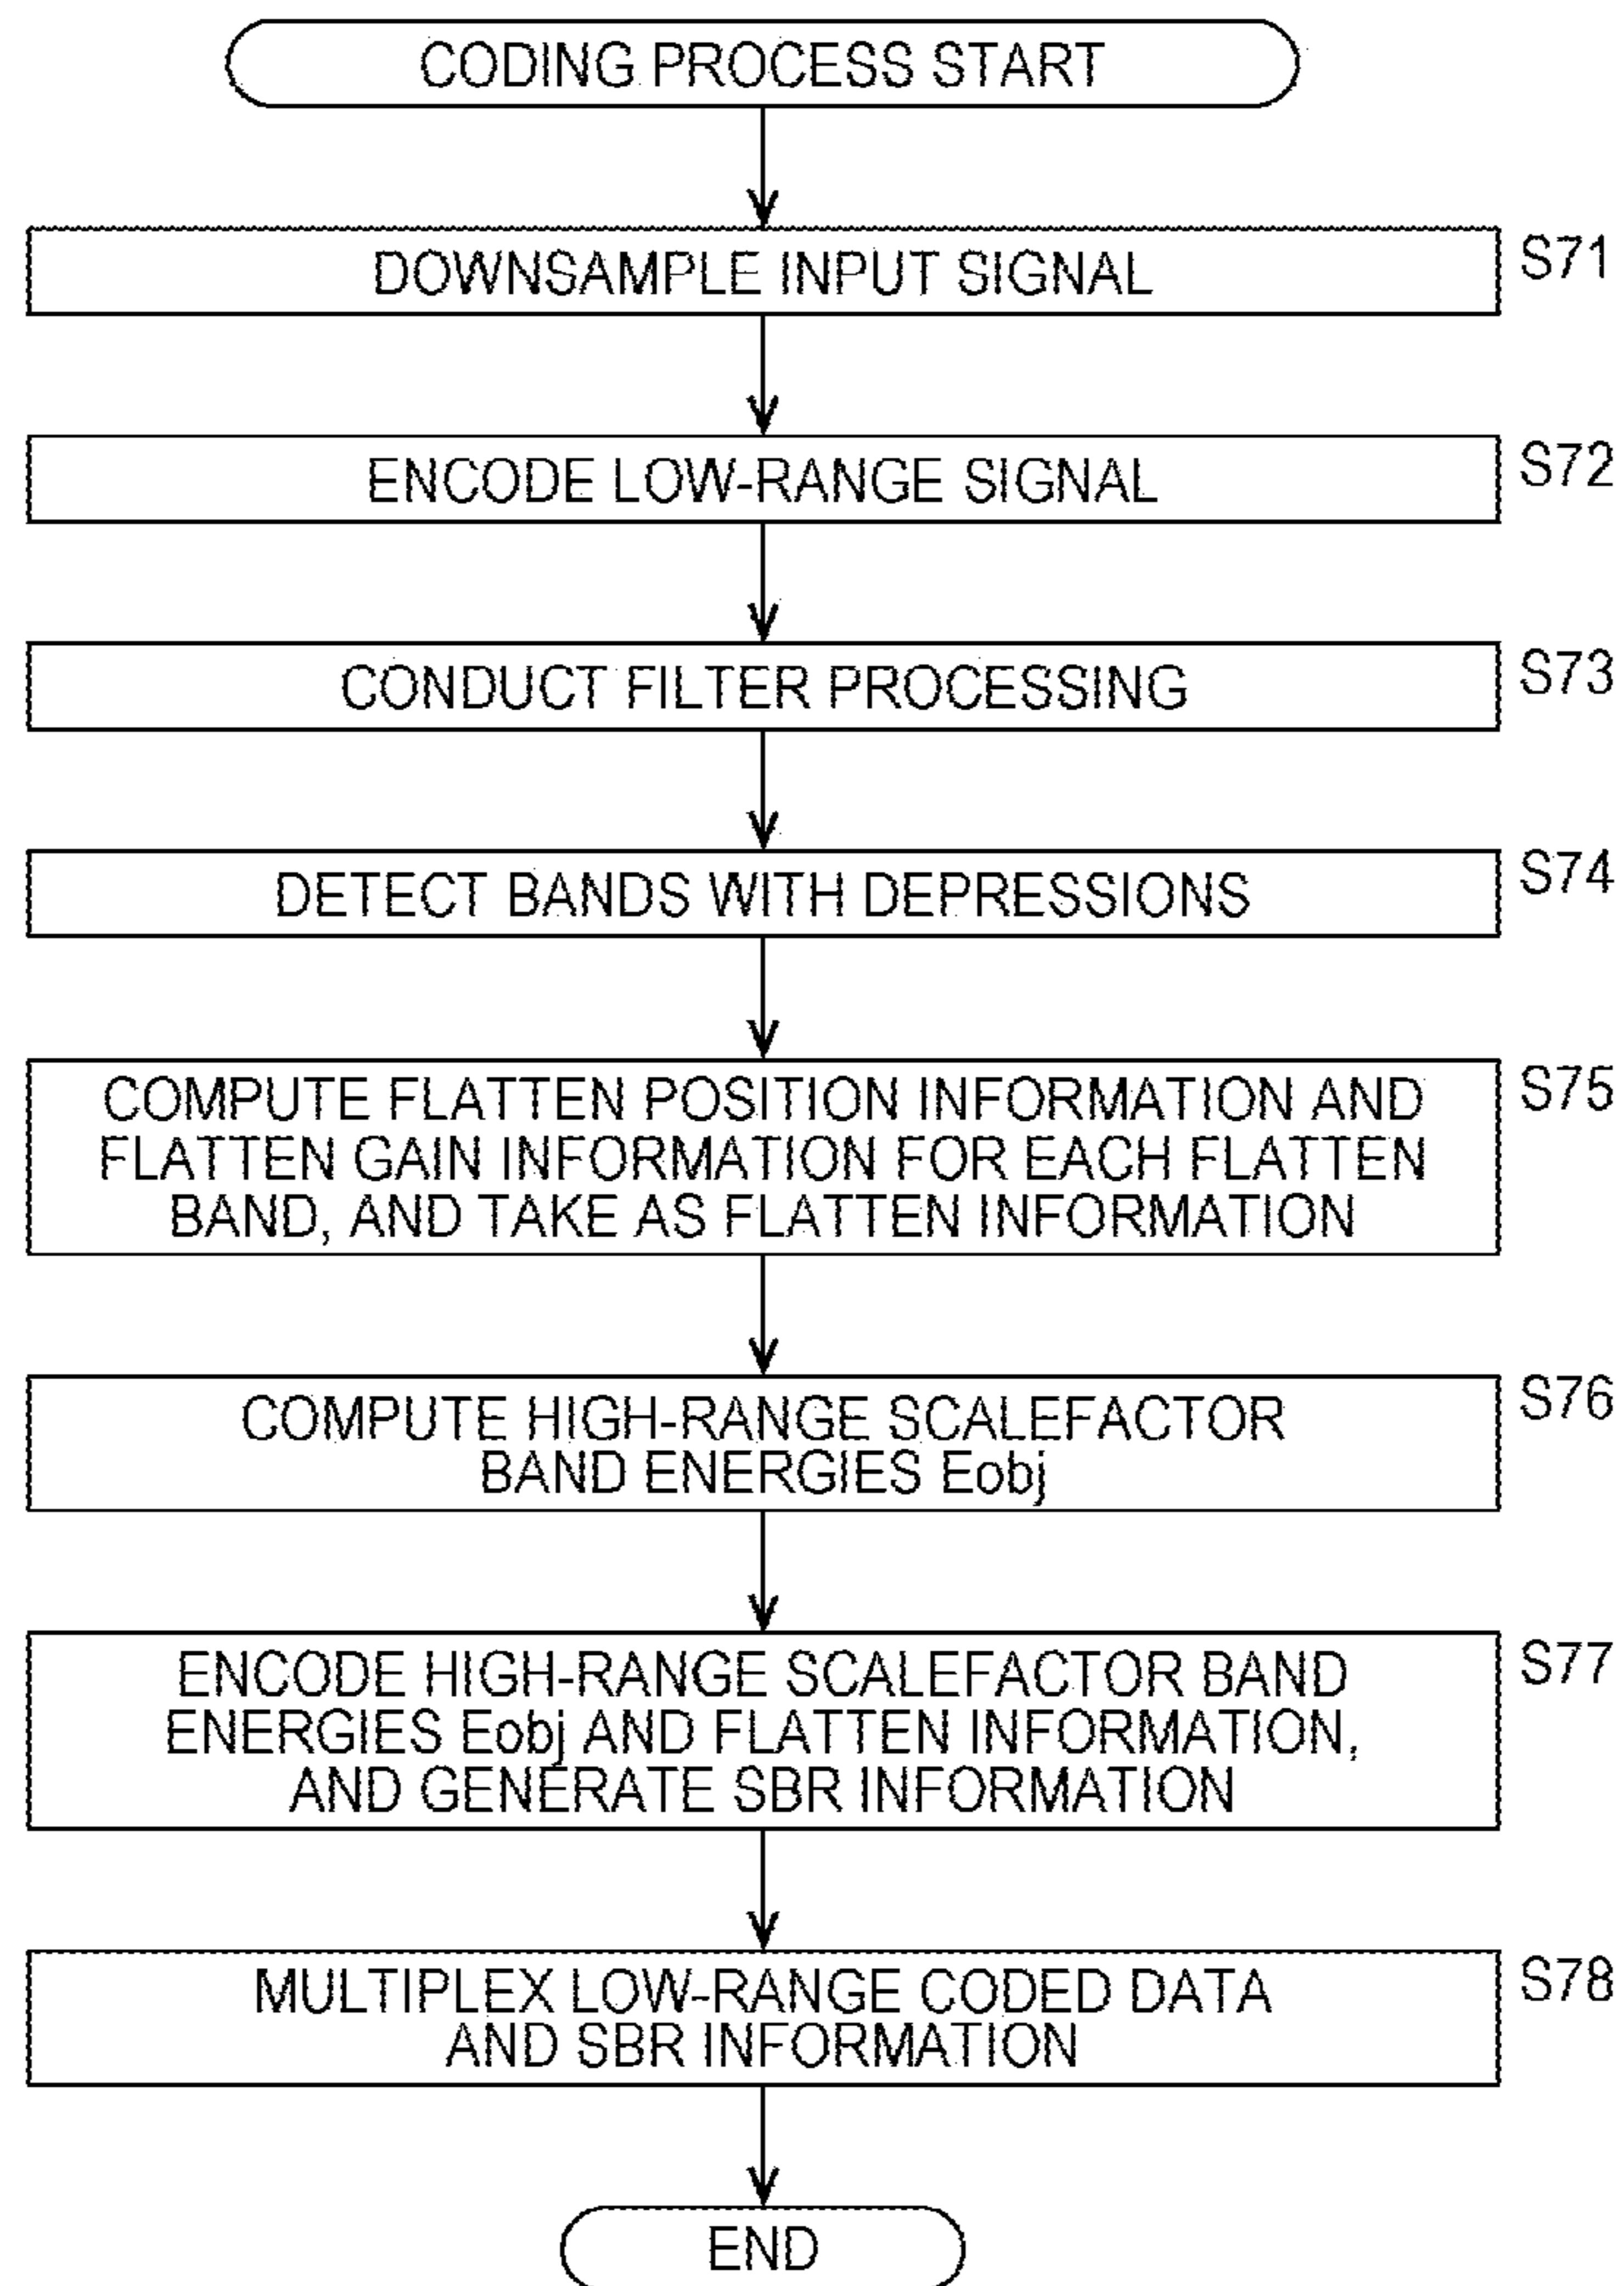 CODING PROCESS START
DOWNSAMPLE INPUT SIGNAL
S71
ENCODE LOW-RANGE SIGNAL
S72
CONDUCT FILTER PROCESSING
S73
DETECT BANDS WITH DEPRESSIONS
S74
COMPUTE FLATTEN POSITION INFORMATION AND
FLATTEN GAIN INFORMATION FOR EACH FLATTEN
BAND, AND TAKE AS FLATTEN INFORMATION
S75
COMPUTE HIGH-RANGE SCALEFACTOR
BAND ENERGIES Eobj
S76
ENCODE HIGH-RANGE SCALEFACTOR BAND
ENERGIES Eobj AND FLATTEN INFORMATION,
AND GENERATE SBR INFORMATION
S77
MULTIPLEX LOW-RANGE CODED DATA
AND SBR INFORMATION
S78
END